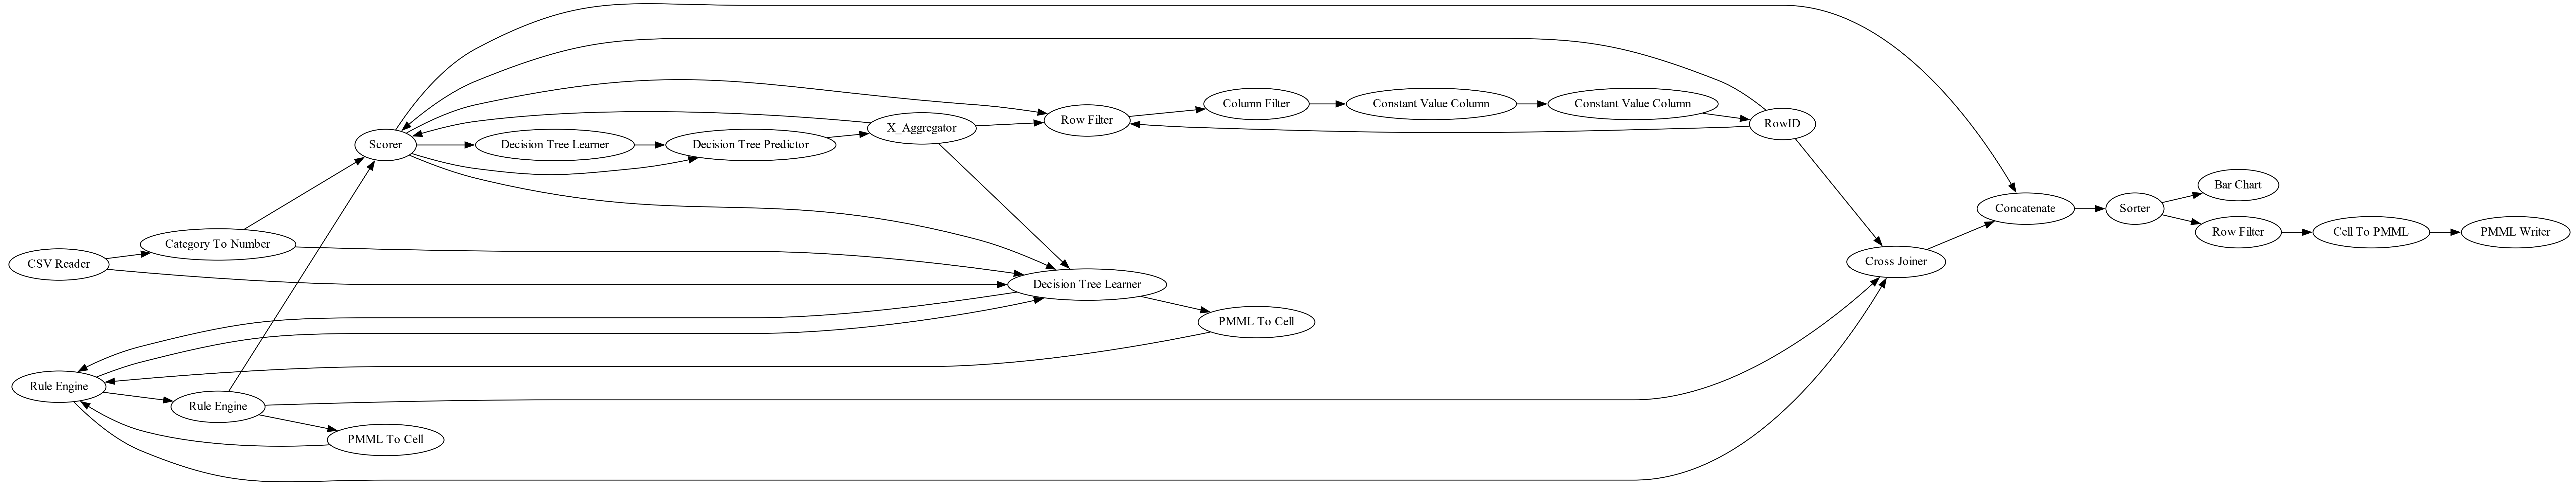 CSV Reader
Category To Number
Scorer
Decision Tree Learner
Decision Tree Predictor
X_Aggregator
Row Filter
Column Filter
Constant Value Column
Constant Value Column
RowID
Decision Tree Learner
PMML To Cell
Rule Engine
Rule Engine
PMML To Cell
Cross Joiner
Concatenate
Sorter
Bar Chart
Row Filter
Cell To PMML
PMML Writer